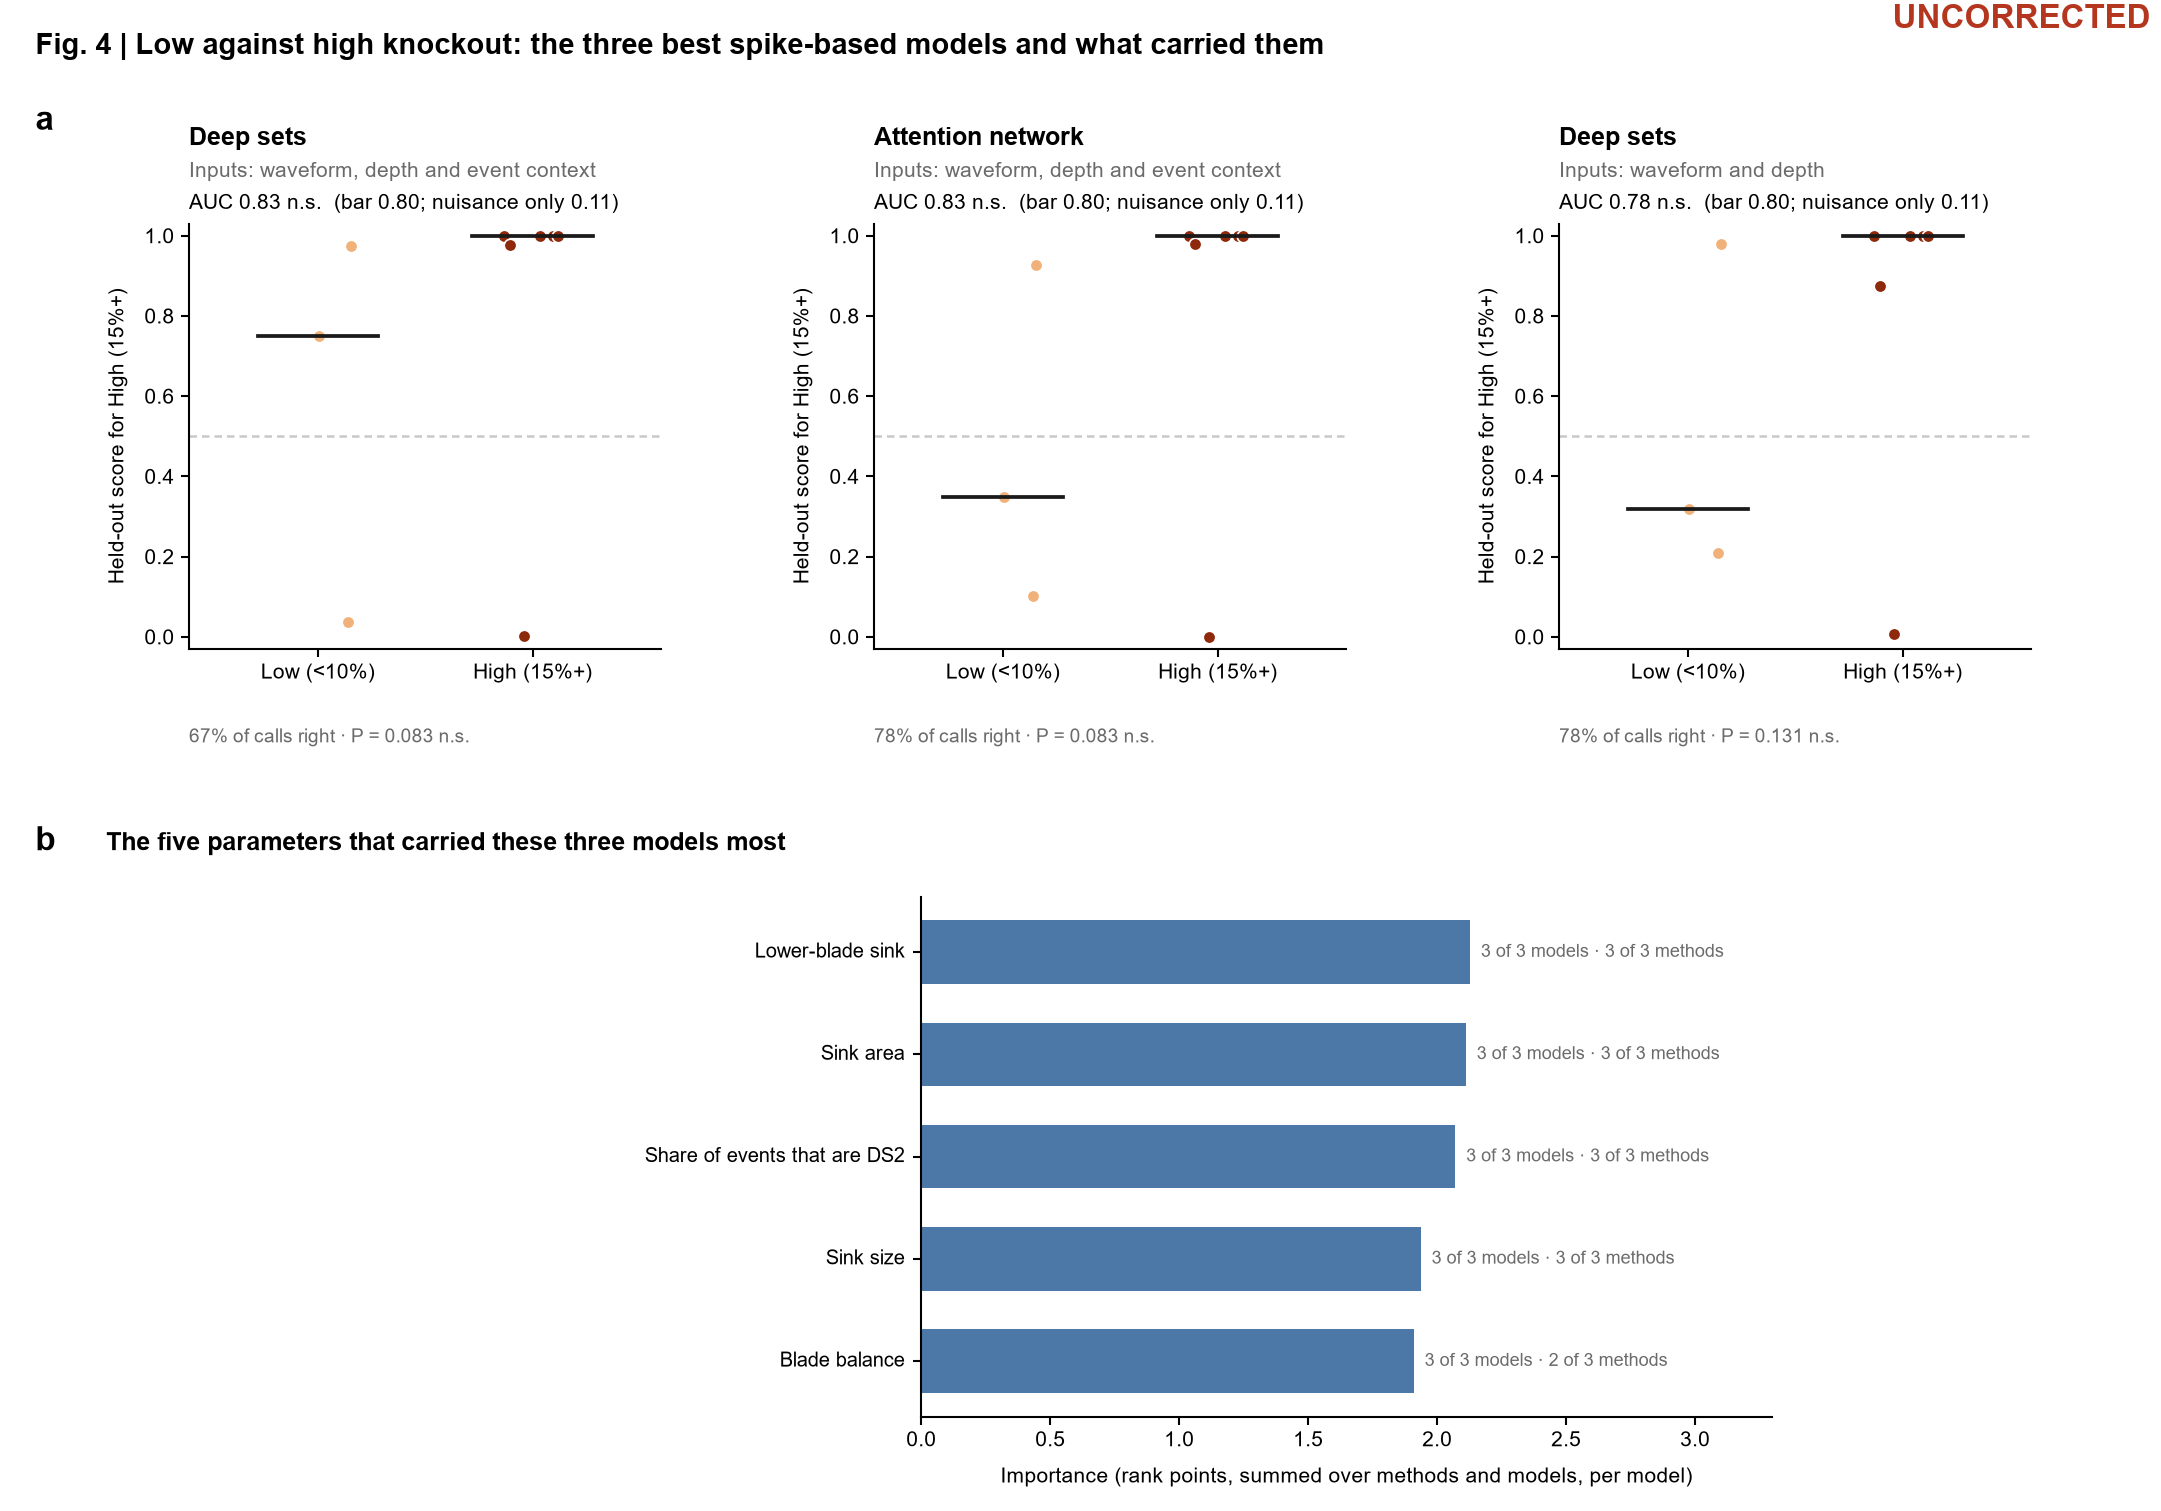 UNCORRECTED
Fig. 4 | Low against high knockout: the three best spike-based models and what carried them
a
Deep sets
Inputs: waveform, depth and event context
AUC 0.83 n.s.  (bar 0.80; nuisance only 0.11)
Held-out score for High (15%+)
1.0
0.8
0.6
0.4
0.2
0.0
Low (<10%)
High (15%+)
67% of calls right · P = 0.083 n.s.
Attention network
Inputs: waveform, depth and event context
AUC 0.83 n.s.  (bar 0.80; nuisance only 0.11)
Held-out score for High (15%+)
1.0
0.8
0.6
0.4
0.2
0.0
Low (<10%)
High (15%+)
78% of calls right · P = 0.083 n.s.
Deep sets
Inputs: waveform and depth
AUC 0.78 n.s.  (bar 0.80; nuisance only 0.11)
Held-out score for High (15%+)
1.0
0.8
0.6
0.4
0.2
0.0
Low (<10%)
High (15%+)
78% of calls right · P = 0.131 n.s.
b
The five parameters that carried these three models most
Lower-blade sink
3 of 3 models · 3 of 3 methods
Sink area
3 of 3 models · 3 of 3 methods
Share of events that are DS2
3 of 3 models · 3 of 3 methods
Sink size
3 of 3 models · 3 of 3 methods
Blade balance
3 of 3 models · 2 of 3 methods
0.0
0.5
1.0
1.5
2.0
2.5
3.0
Importance (rank points, summed over methods and models, per model)